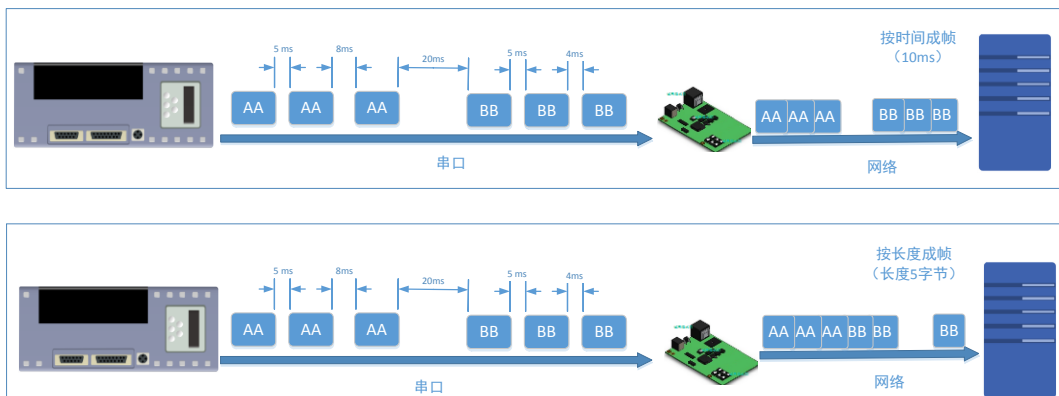 按时间成帧
（10ms）
5 ms
8ms
20ms
5 ms
4ms
AA
AA
AA
BB
BB
BB
AA AA AA
BB BB BB
串口
网络
按长度成帧
（长度5字节）
5 ms
8ms
20ms
5 ms
4ms
AA
AA
AA
BB
BB
BB
AA AA AA BB BB
BB
串口
网络